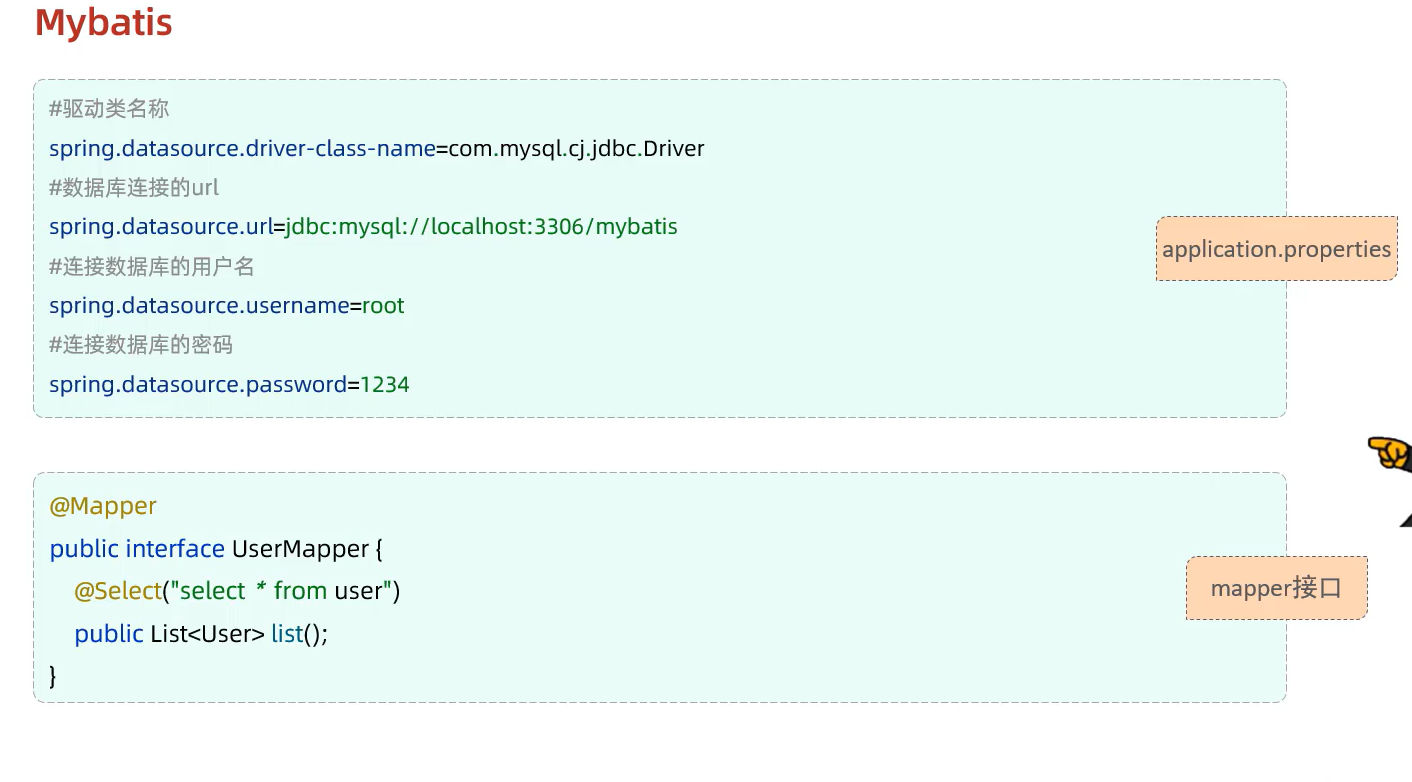 Mybatis
#驱动类名称
spring.datasource.driver-class-name=com.mysql.cj.jdbc.Driver
#数据库连接的url
spring.datasource.url=jdbc:mysql://localhost:3306/mybatis
#连接数据库的用户名
spring.datasource.username=root
#连接数据库的密码
spring.datasource.password=1234
application.properties
@Mapper
public interface UserMapper {
    @Select("select * from user")
    public List<User> list();
}
mapper接口